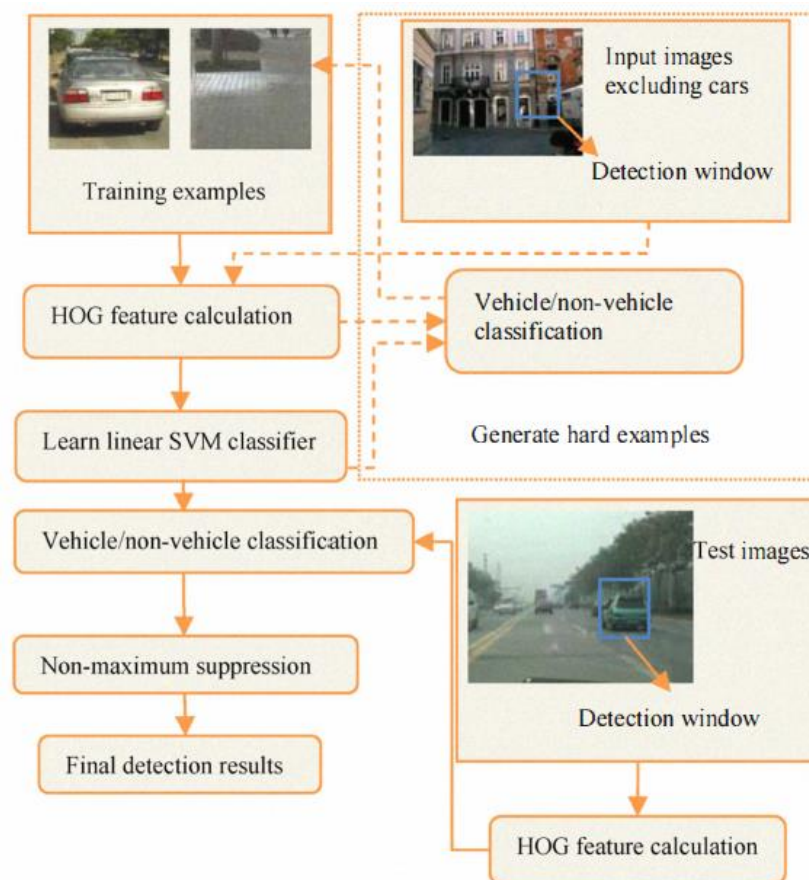 Training examples
Input images
excluding cars
Detection window
HOG feature calculation
Vehicle/non-vehicle
classification
Learn linear SVM classifier
Generate hard examples
Vehicle/non-vehicle classification
Test images
Non-maximum suppression
Detection window
Final detection results
HOG feature calculation